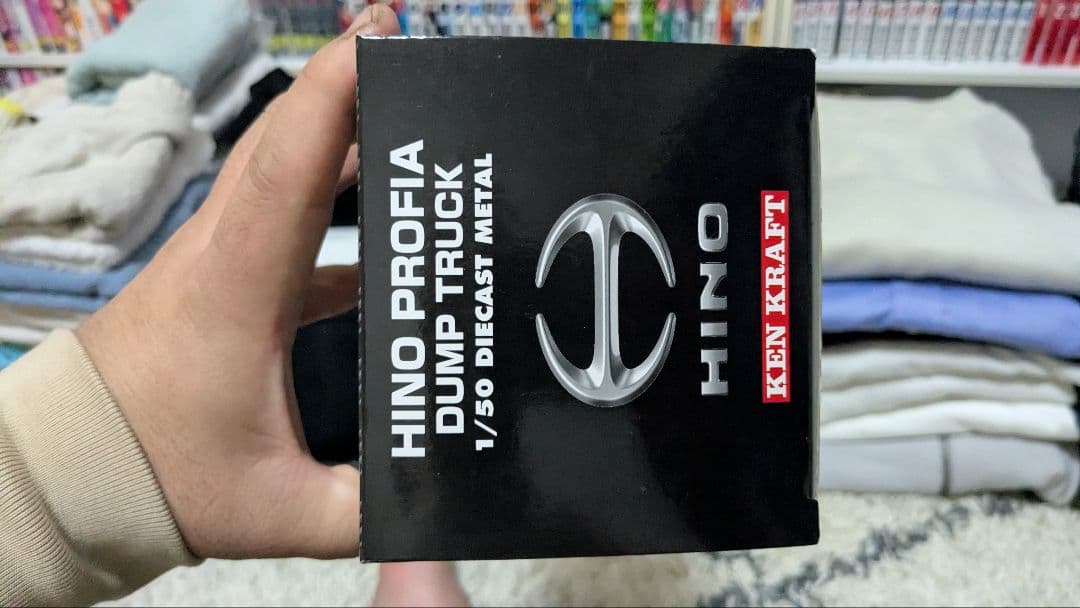 HINO PROFIA
DUMP TRUCK
1/50 DIECAST METAL
HINO
KEN KRAFT